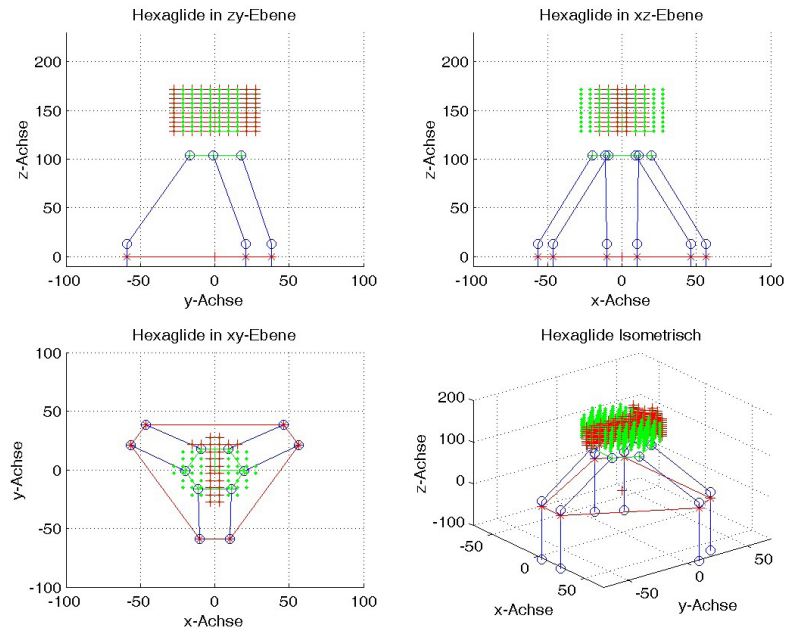 Hexaglide in zy-Ebene
200
150
100
50
0
z-Achse
-100 -50 0 50 100
y-Achse
Hexaglide in xz-Ebene
200
150
100
50
0
z-Achse
-100 -50 0 50 100
x-Achse
Hexaglide in xy-Ebene
100
50
0
-50
-100
y-Achse
-100 -50 0 50 100
x-Achse
Hexaglide Isometrisch
200
100
0
-100
z-Achse
-50
0
50
x-Achse
-50
0
50
y-Achse